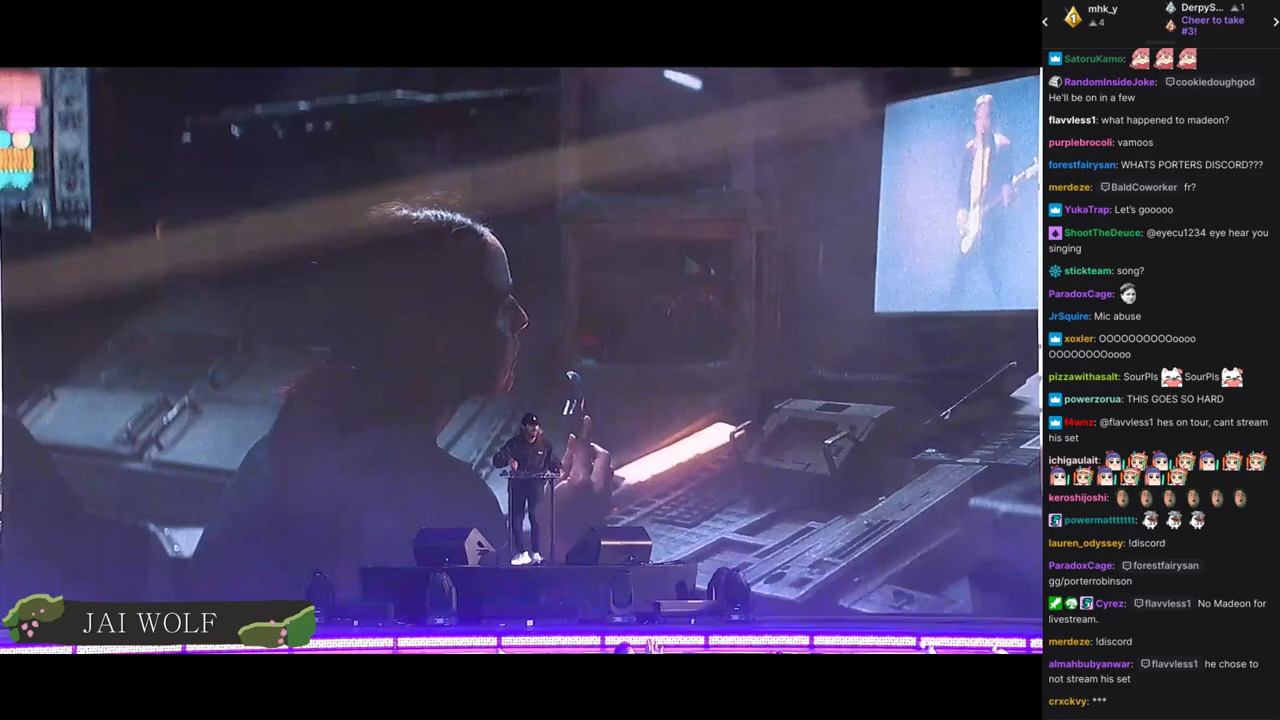 JAI WOLF
mhk_y
1
4
DerpyS... 1
3
Cheer to take
#3!
SatoruKamo:
RandomInsideJoke: cookiedoughgod
He'll be on in a few
flavvless1: what happened to madeon?
purplebrocoli: vamoos
forestfairysan: WHATS PORTERS DISCORD???
merdeze: BaldCoworker fr?
YukaTrap: Let's gooooo
ShootTheDeuce: @eyecu1234 eye hear you
singing
stickteam: song?
ParadoxCage:
JrSquire: Mic abuse
xoxler: OOOOOOOOOOoooo
OOOOOOOOoooo
pizzawithasalt: SourPls SourPls
powerzorua: THIS GOES SO HARD
f4wnz: @flavvless1 hes on tour, cant stream
his set
ichigaulait:
keroshijoshi:
powermattttttt:
lauren_odyssey: !discord
ParadoxCage: forestfairysan
gg/porterrobinson
Cyrez: flavvless1 No Madeon for
livestream.
merdeze: !discord
almahbubyanwar: flavvless1 he chose to
not stream his set
crxckvy: ***